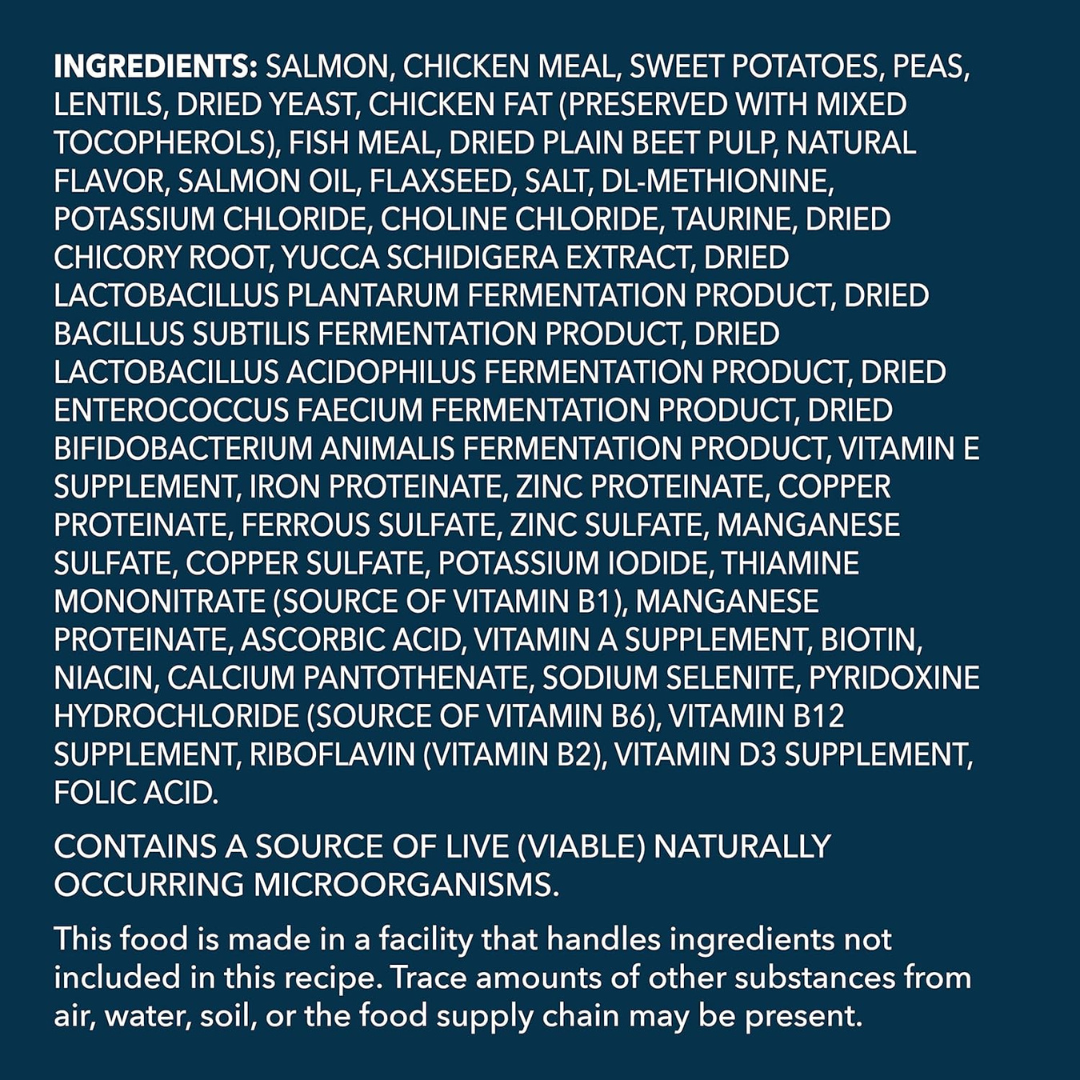 INGREDIENTS: SALMON, CHICKEN MEAL, SWEET POTATOES, PEAS,
LENTILS, DRIED YEAST, CHICKEN FAT (PRESERVED WITH MIXED
TOCOPHEROLS), FISH MEAL, DRIED PLAIN BEET PULP, NATURAL
FLAVOR, SALMON OIL, FLAXSEED, SALT, DL-METHIONINE,
POTASSIUM CHLORIDE, CHOLINE CHLORIDE, TAURINE, DRIED
CHICORY ROOT, YUCCA SCHIDIGERA EXTRACT, DRIED
LACTOBACILLUS PLANTARUM FERMENTATION PRODUCT, DRIED
BACILLUS SUBTILIS FERMENTATION PRODUCT, DRIED
LACTOBACILLUS ACIDOPHILUS FERMENTATION PRODUCT, DRIED
ENTEROCOCCUS FAECIUM FERMENTATION PRODUCT, DRIED
BIFIDOBACTERIUM ANIMALIS FERMENTATION PRODUCT, VITAMIN E
SUPPLEMENT, IRON PROTEINATE, ZINC PROTEINATE, COPPER
PROTEINATE, FERROUS SULFATE, ZINC SULFATE, MANGANESE
SULFATE, COPPER SULFATE, POTASSIUM IODIDE, THIAMINE
MONONITRATE (SOURCE OF VITAMIN B1), MANGANESE
PROTEINATE, ASCORBIC ACID, VITAMIN A SUPPLEMENT, BIOTIN,
NIACIN, CALCIUM PANTOTHENATE, SODIUM SELENITE, PYRIDOXINE
HYDROCHLORIDE (SOURCE OF VITAMIN B6), VITAMIN B12
SUPPLEMENT, RIBOFLAVIN (VITAMIN B2), VITAMIN D3 SUPPLEMENT,
FOLIC ACID.
CONTAINS A SOURCE OF LIVE (VIABLE) NATURALLY
OCCURRING MICROORGANISMS.
This food is made in a facility that handles ingredients not
included in this recipe. Trace amounts of other substances from
air, water, soil, or the food supply chain may be present.